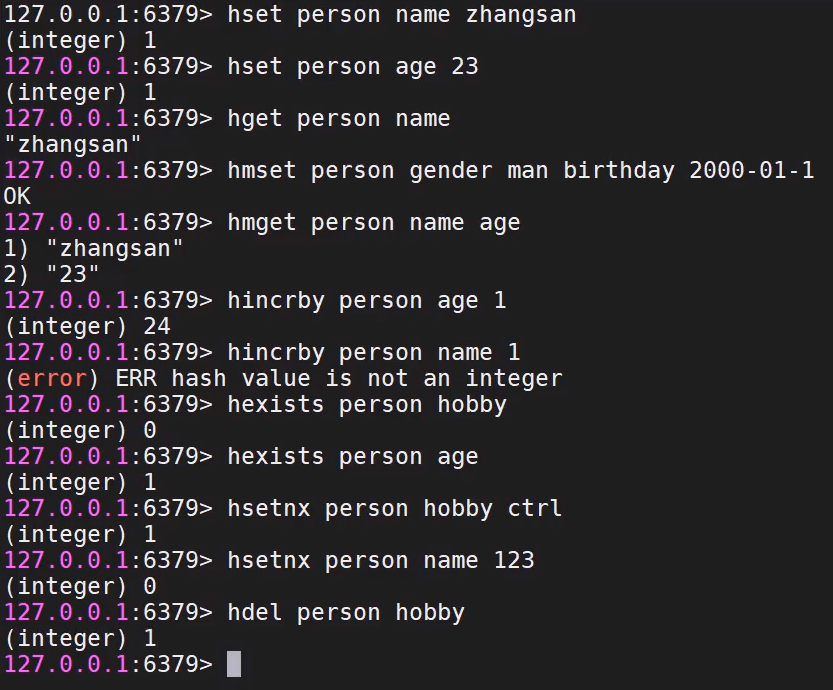 127.0.0.1:6379> hset person name zhangsan
(integer) 1
127.0.0.1:6379> hset person age 23
(integer) 1
127.0.0.1:6379> hget person name
"zhangsan"
127.0.0.1:6379> hmset person gender man birthday 2000-01-1
OK
127.0.0.1:6379> hmget person name age
1) "zhangsan"
2) "23"
127.0.0.1:6379> hincrby person age 1
(integer) 24
127.0.0.1:6379> hincrby person name 1
(error) ERR hash value is not an integer
127.0.0.1:6379> hexists person hobby
(integer) 0
127.0.0.1:6379> hexists person age
(integer) 1
127.0.0.1:6379> hsetnx person hobby ctrl
(integer) 1
127.0.0.1:6379> hsetnx person name 123
(integer) 0
127.0.0.1:6379> hdel person hobby
(integer) 1
127.0.0.1:6379>